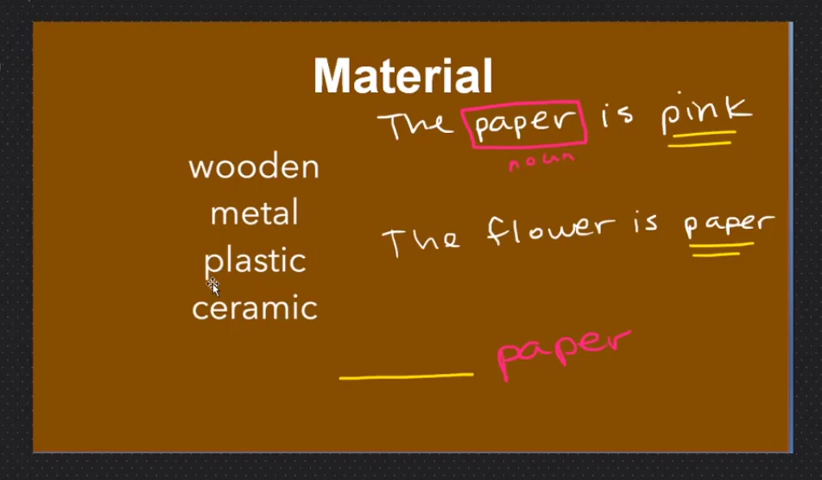 Material
The paper is pink
noun
wooden
metal
plastic
ceramic
The flower is paper
paper